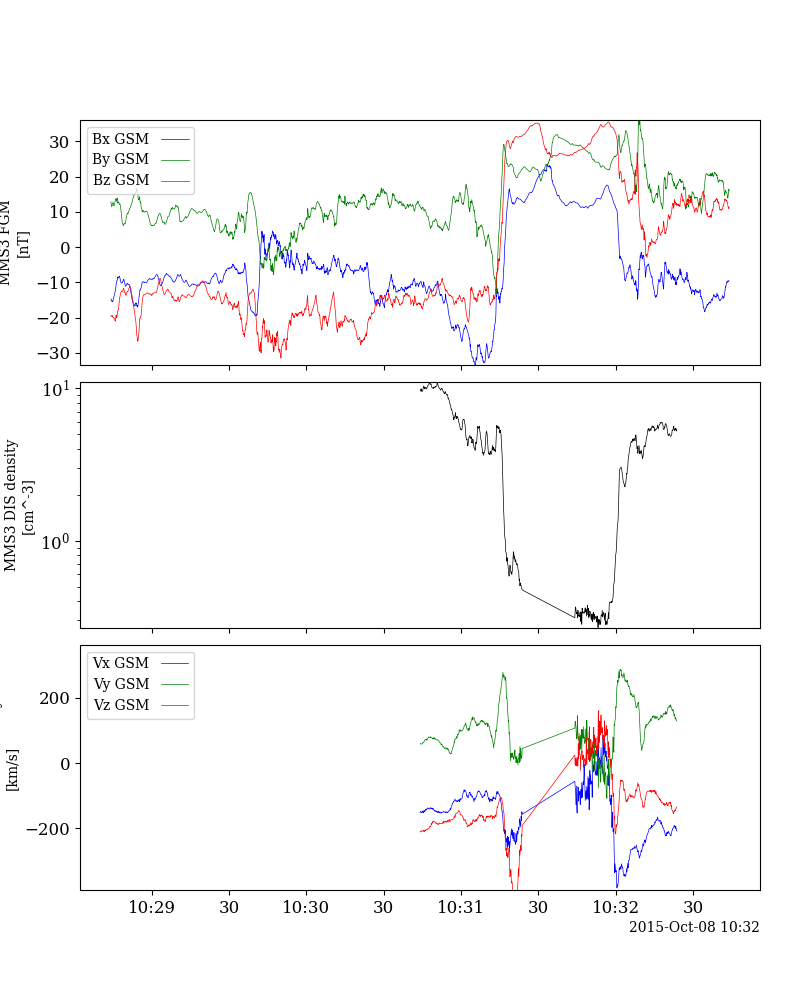 MMS3 FGM
[nT]
30
20
10
0
−10
−20
−30
Bx GSM
By GSM
Bz GSM
MMS3 DIS density
[cm^-3]
10^1
10^0
[km/s]
200
0
−200
Vx GSM
Vy GSM
Vz GSM
10:29 30 10:30 30 10:31 30 10:32 30
2015-Oct-08 10:32